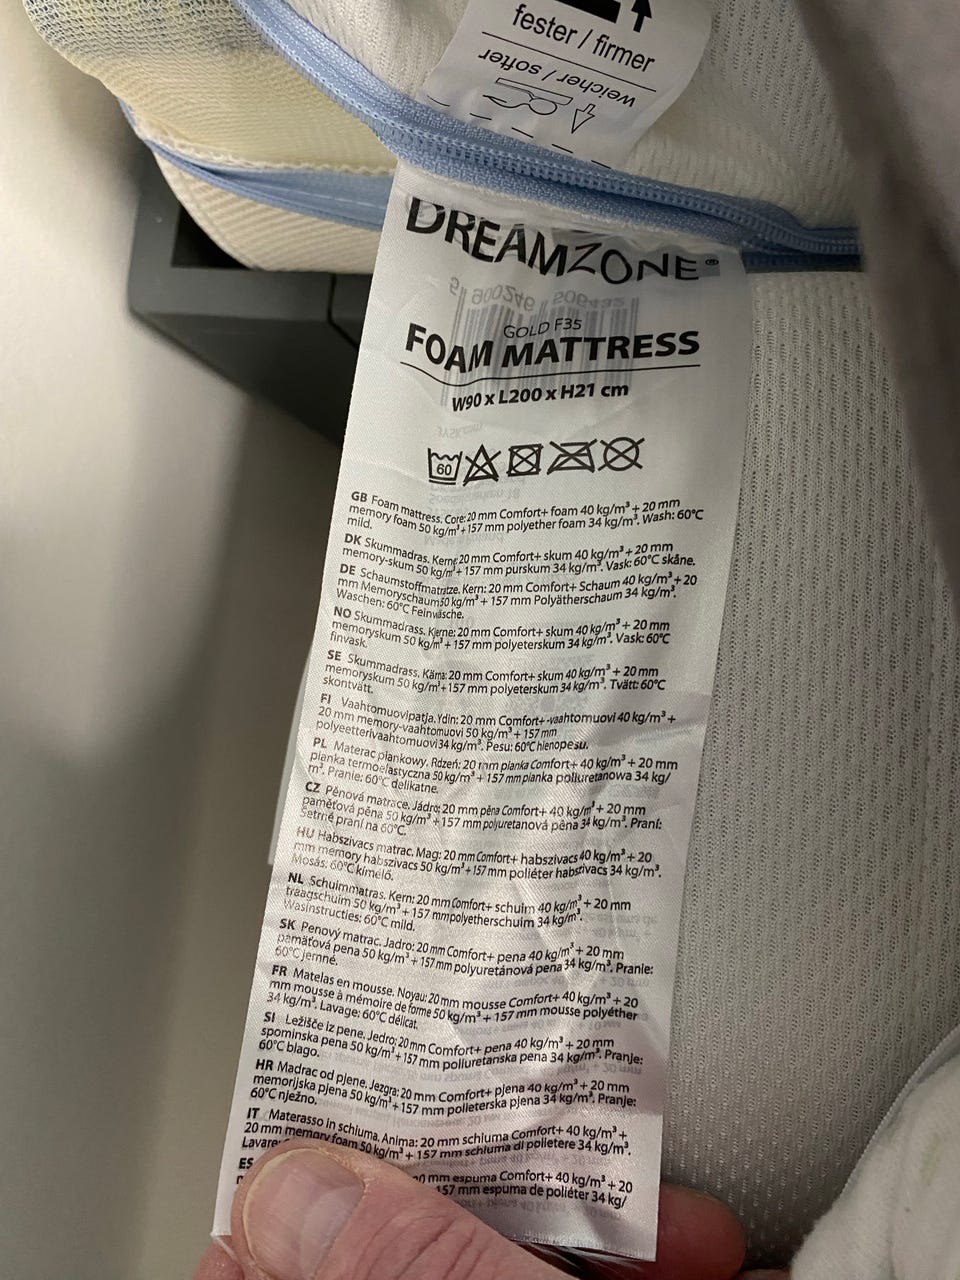 fester / firmer
weicher / softer
DREAMZONE®
5 900246 506432
GOLD F35
FOAM MATTRESS
W90 x L200 x H21 cm
jysk.com
60
GB Foam mattress. Core: 20 mm Comfort+ foam 40 kg/m³ + 20 mm
memory foam 50 kg/m³ + 157 mm polyether foam 34 kg/m³. Wash: 60°C
mild.
DK Skummadras. Kerne: 20 mm Comfort+ skum 40 kg/m³ + 20 mm
memory-skum 50 kg/m³ + 157 mm purskum 34 kg/m³. Vask: 60°C skåne.
DE Schaumstoffmatratze. Kern: 20 mm Comfort+ Schaum 40 kg/m³ + 20
mm Memoryschaum 50 kg/m³ + 157 mm Polyätherschaum 34 kg/m³.
Waschen: 60°C Feinwäsche.
NO Skummadrass. Kjerne: 20 mm Comfort+ skum 40 kg/m³ + 20 mm
memoryskum 50 kg/m³ + 157 mm polyeterskum 34 kg/m³. Vask: 60°C
finvask.
SE Skummadrass. Kärna: 20 mm Comfort+ skum 40 kg/m³ + 20 mm
memoryskum 50 kg/m³ + 157 mm polyeterskum 34 kg/m³. Tvätt: 60°C
skontvätt.
FI Vaahtomuovipatja. Ydin: 20 mm Comfort+ -vaahtomuovi 40 kg/m³ +
20 mm memory-vaahtomuovi 50 kg/m³ + 157 mm
polyeetterivaahtomuovi 34 kg/m³. Pesu: 60°C hienopesu.
PL Materac piankowy. Rdzeń: 20 mm pianka Comfort+ 40 kg/m³ + 20 mm
pianka termoelastyczna 50 kg/m³ + 157 mm pianka poliuretanowa 34 kg/
m³. Pranie: 60°C delikatne.
CZ Pěnová matrace. Jádro: 20 mm pěna Comfort+ 40 kg/m³ + 20 mm
paměťová pěna 50 kg/m³ + 157 mm polyuretanová pěna 34 kg/m³. Praní:
Šetrné praní na 60°C.
HU Habszivacs matrac. Mag: 20 mm Comfort+ habszivacs 40 kg/m³ + 20
mm memory habszivacs 50 kg/m³ + 157 mm poliéter habszivacs 34 kg/m³.
Mosás: 60°C kímélő.
NL Schuimmatras. Kern: 20 mm Comfort+ schuim 40 kg/m³ + 20 mm
traagschuim 50 kg/m³ + 157 mm polyetherschuim 34 kg/m³.
Wasinstructies: 60°C mild.
SK Penový matrac. Jadro: 20 mm Comfort+ pena 40 kg/m³ + 20 mm
pamäťová pena 50 kg/m³ + 157 mm polyuretánová pena 34 kg/m³. Pranie:
60°C jemné.
FR Matelas en mousse. Noyau: 20 mm mousse Comfort+ 40 kg/m³ + 20
mm mousse à mémoire de forme 50 kg/m³ + 157 mm mousse polyéther
34 kg/m³. Lavage: 60°C délicat.
SI Ležišče iz pene. Jedro: 20 mm Comfort+ pena 40 kg/m³ + 20 mm
spominska pena 50 kg/m³ + 157 mm poliuretanska pena 34 kg/m³. Pranje:
60°C blago.
HR Madrac od pjene. Jezgra: 20 mm Comfort+ pjena 40 kg/m³ + 20 mm
memorijska pjena 50 kg/m³ + 157 mm polieterska pjena 34 kg/m³. Pranje:
60°C nježno.
IT Materasso in schiuma. Anima: 20 mm schiuma Comfort+ 40 kg/m³ +
20 mm memory foam 50 kg/m³ + 157 mm schiuma di polietere 34 kg/m³.
Lavare:
ES 20 mm espuma Comfort+ 40 kg/m³ + 20
157 mm espuma de poliéter 34 kg/